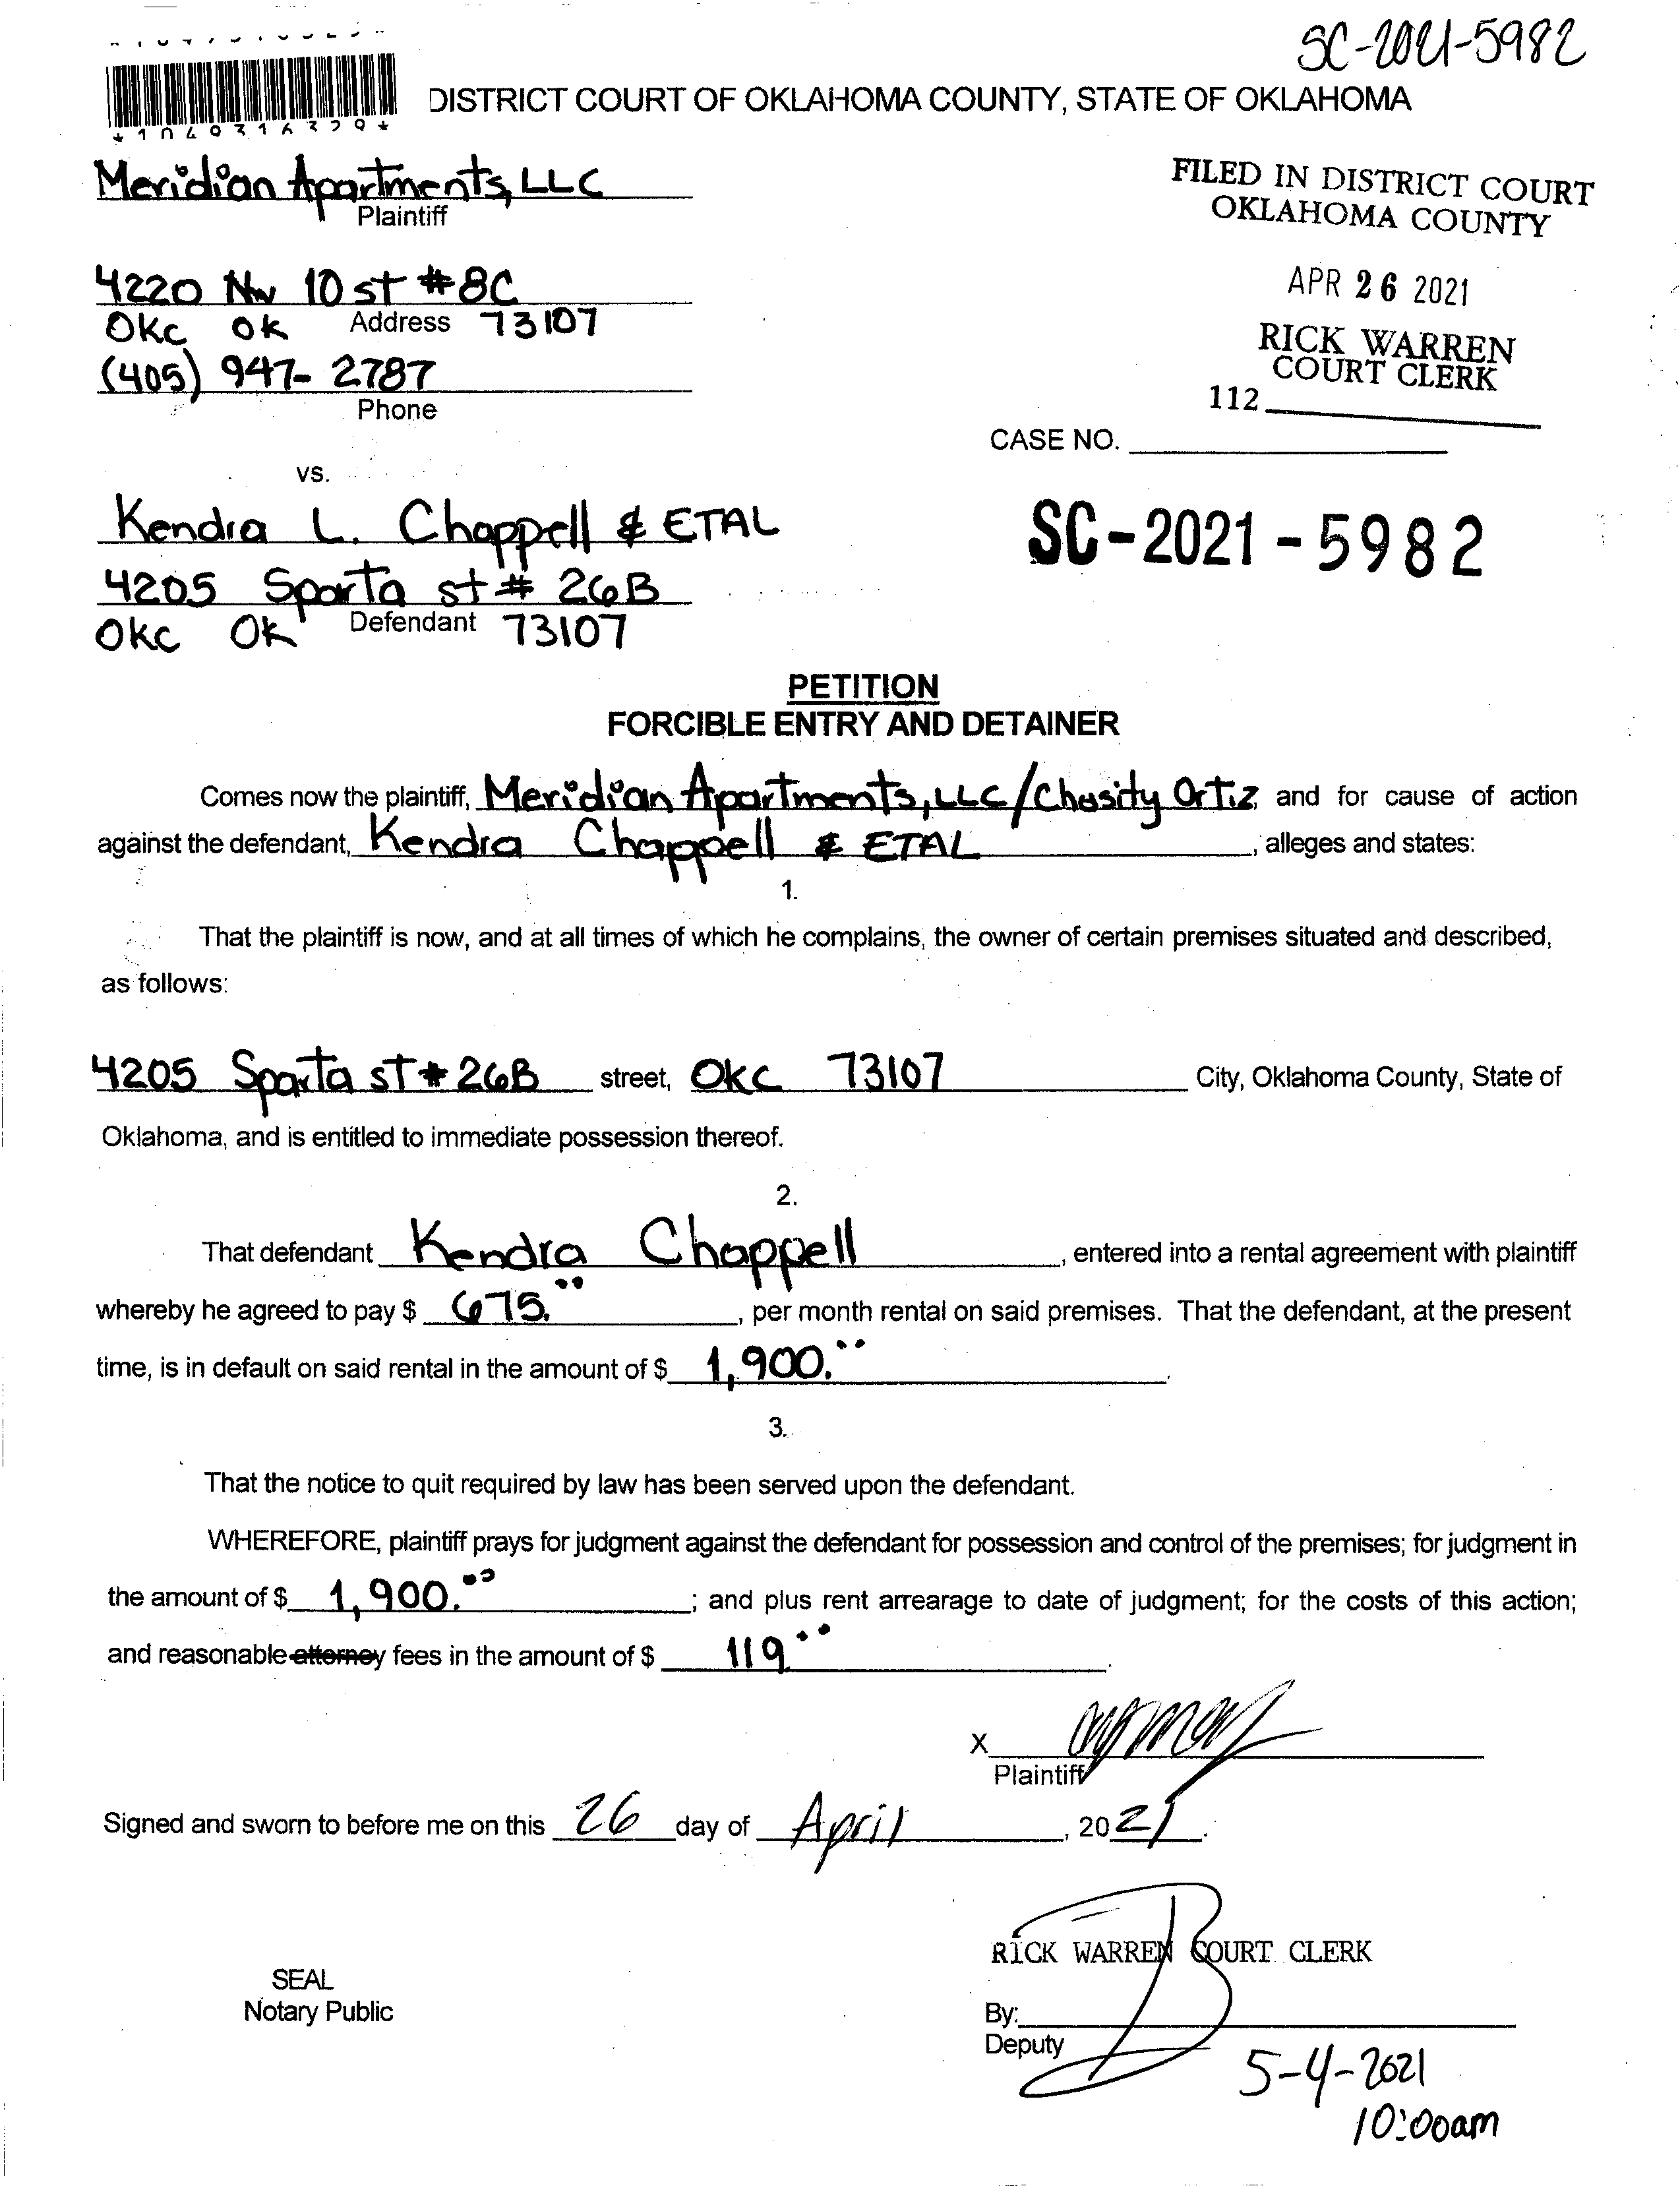 SC-2021-5982
*1049316329*
DISTRICT COURT OF OKLAHOMA COUNTY, STATE OF OKLAHOMA
Meridian Apartments, LLC
Plaintiff
FILED IN DISTRICT COURT
OKLAHOMA COUNTY
4220 NW 10 st #8C
Address
OKC OK 73107
APR 26 2021
(405) 947-2787
Phone
RICK WARREN
COURT CLERK
112
CASE NO.
vs.
Kendra L. Chappell & ETAL
4205 Sparta st # 26B
Defendant
OKC OK 73107
SC-2021-5982
PETITION
FORCIBLE ENTRY AND DETAINER
Comes now the plaintiff, Meridian Apartments, LLC/Chasity Ortiz, and for cause of action
against the defendant, Kendra Chappell & ETAL, alleges and states:
1.
That the plaintiff is now, and at all times of which he complains, the owner of certain premises situated and described,
as follows:
4205 Sparta ST # 26B street, OKC 73107 City, Oklahoma County, State of
Oklahoma, and is entitled to immediate possession thereof.
2.
That defendant Kendra Chappell, entered into a rental agreement with plaintiff
whereby he agreed to pay $ 675.00, per month rental on said premises. That the defendant, at the present
time, is in default on said rental in the amount of $ 1,900.00.
3.
That the notice to quit required by law has been served upon the defendant.
WHEREFORE, plaintiff prays for judgment against the defendant for possession and control of the premises; for judgment in
the amount of $ 1,900.00; and plus rent arrearage to date of judgment; for the costs of this action;
and reasonable attorney fees in the amount of $ 119.00.
X
Plaintiff
Signed and sworn to before me on this 26 day of April, 2021.
RICK WARREN COURT CLERK
SEAL
Notary Public
By:
Deputy
5-4-2021
10:00am